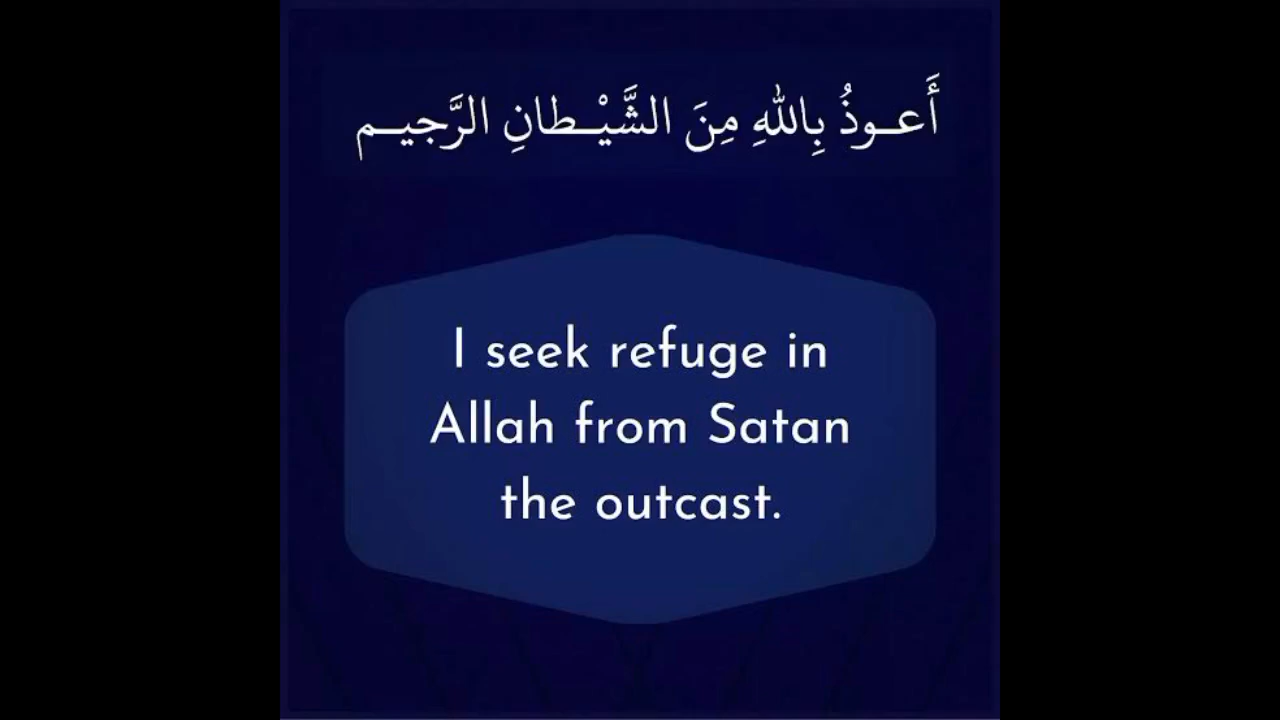 أَعـوذُ بِاللهِ مِنَ الشَّيْـطانِ الرَّجيـم
I seek refuge in
Allah from Satan
the outcast.